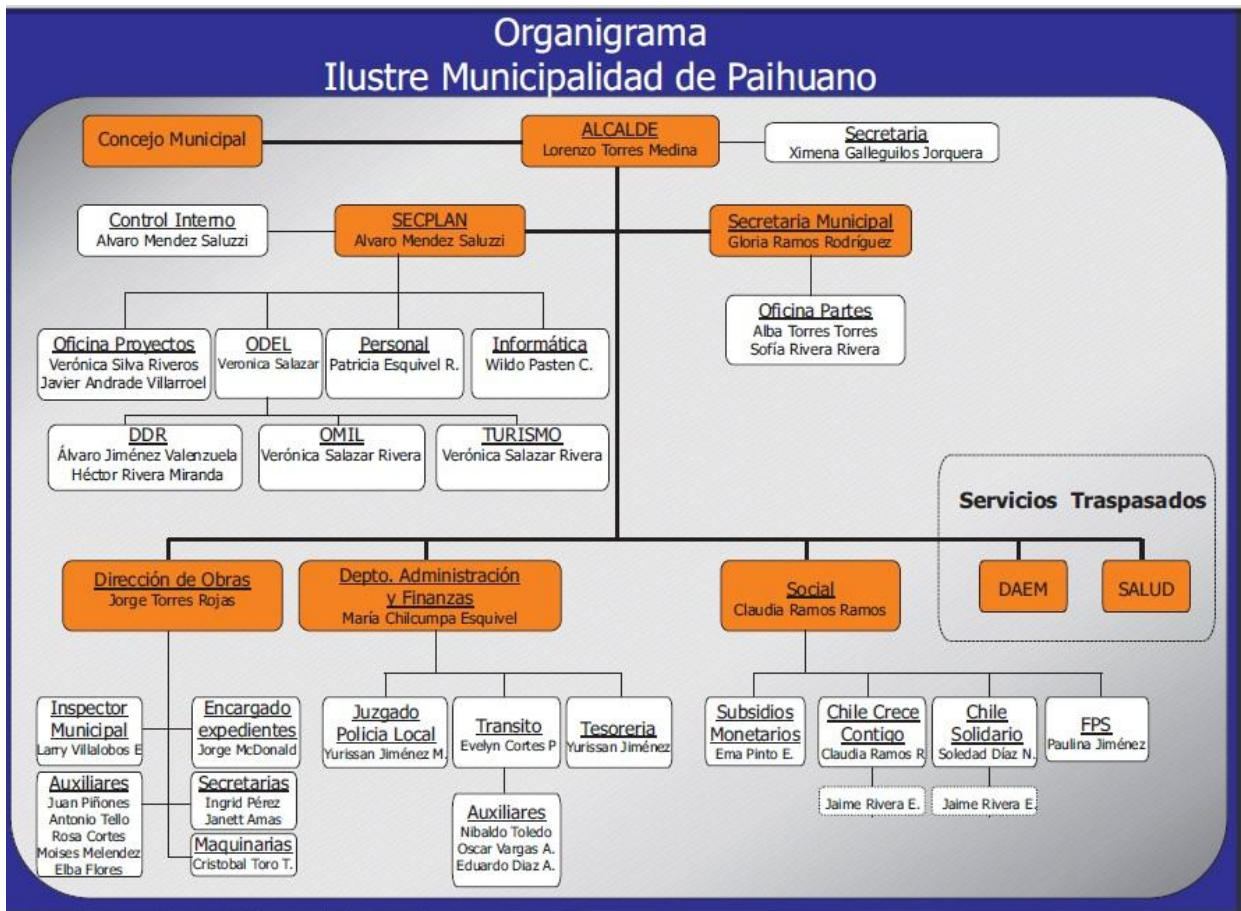 Organigrama
Ilustre Municipalidad de Paihuano
Concejo Municipal
ALCALDE
Lorenzo Torres Medina
Secretaria
Ximena Galleguilos Jorquera
Control Interno
Alvaro Mendez Saluzzi
SECPLAN
Alvaro Mendez Saluzzi
Secretaria Municipal
Gloria Ramos Rodríguez
Oficina Partes
Alba Torres Torres
Sofía Rivera Rivera
Oficina Proyectos
Verónica Silva Riveros
Javier Andrade Villarroel
ODEL
Veronica Salazar
Personal
Patricia Esquivel R.
Informática
Wildo Pasten C.
DDR
Álvaro Jiménez Valenzuela
Héctor Rivera Miranda
OMIL
Verónica Salazar Rivera
TURISMO
Verónica Salazar Rivera
Servicios Traspasados
Dirección de Obras
Jorge Torres Rojas
Depto. Administración
y Finanzas
María Chilcumpa Esquivel
Social
Claudia Ramos Ramos
DAEM
SALUD
Inspector
Municipal
Larry Villalobos E
Encargado
expedientes
Jorge McDonald
Auxiliares
Juan Piñones
Antonio Tello
Rosa Cortes
Moises Melendez
Elba Flores
Secretarias
Ingrid Pérez
Janett Amas
Maquinarias
Cristobal Toro T.
Juzgado
Policia Local
Yurissan Jiménez M.
Transito
Evelyn Cortes P
Tesoreria
Yurissan Jiménez
Auxiliares
Nibaldo Toledo
Oscar Vargas A.
Eduardo Diaz A.
Subsidios
Monetarios
Ema Pinto E.
Chile Crece
Contigo
Claudia Ramos R
Jaime Rivera E.
Chile
Solidario
Soledad Díaz N.
Jaime Rivera E.
FPS
Paulina Jiménez